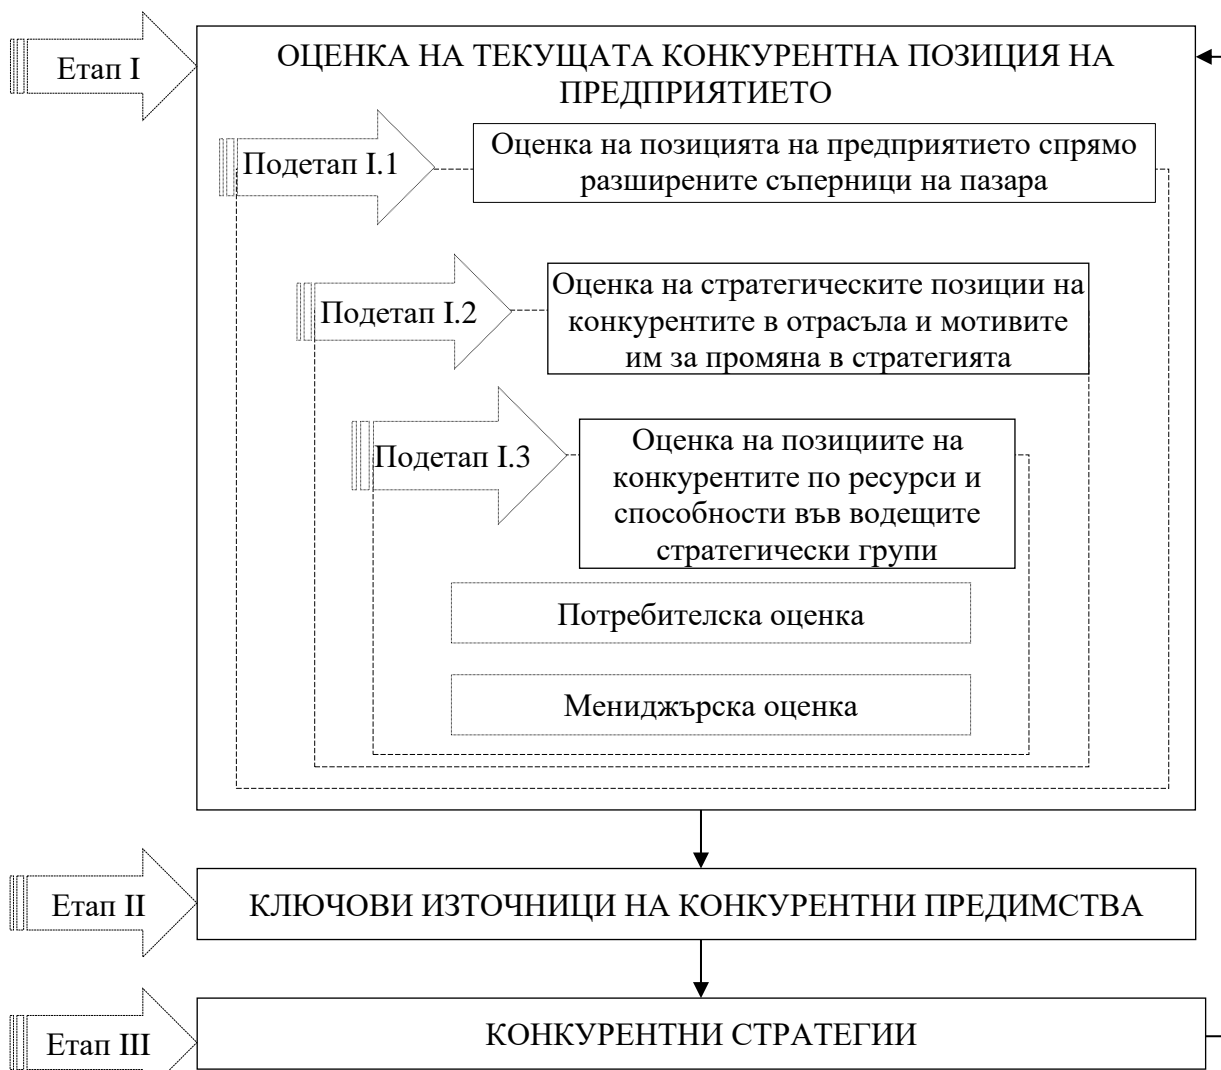 Етап I
ОЦЕНКА НА ТЕКУЩАТА КОНКУРЕНТНА ПОЗИЦИЯ НА
ПРЕДПРИЯТИЕТО
Подетап I.1
Оценка на позицията на предприятието спрямо
разширените съперници на пазара
Подетап I.2
Оценка на стратегическите позиции на
конкурентите в отрасъла и мотивите
им за промяна в стратегията
Подетап I.3
Оценка на позициите на
конкурентите по ресурси и
способности във водещите
стратегически групи
Потребителска оценка
Мениджърска оценка
Етап II
КЛЮЧОВИ ИЗТОЧНИЦИ НА КОНКУРЕНТНИ ПРЕДИМСТВА
Етап III
КОНКУРЕНТНИ СТРАТЕГИИ